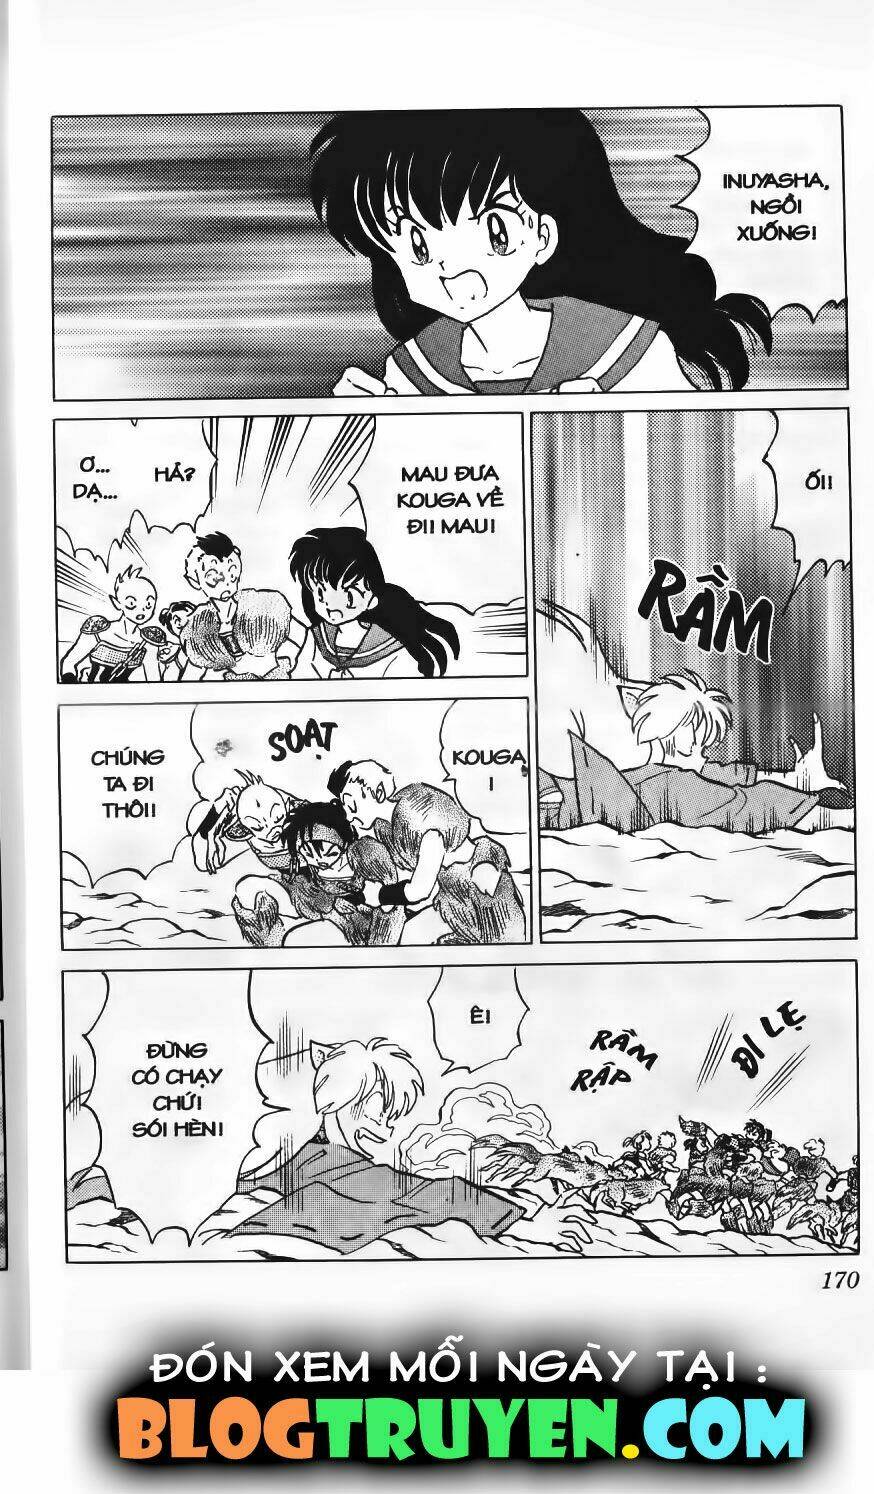 INUYASHA,
NGỒI
XUỐNG!
ỐI!
RẦM
MAU ĐƯA
KOUGA VỀ
ĐI! MAU!
HẢ?
Ơ...
DẠ...
KOUGA
!
SOẠT
CHÚNG
TA ĐI
THÔI!
ĐI LẸ
RẦM
RẬP
Ê!
ĐỪNG
CÓ CHẠY
CHỨ!
SÓI HÈN!
170
ĐÓN XEM MỖI NGÀY TẠI :
BLOGTRUYEN.COM